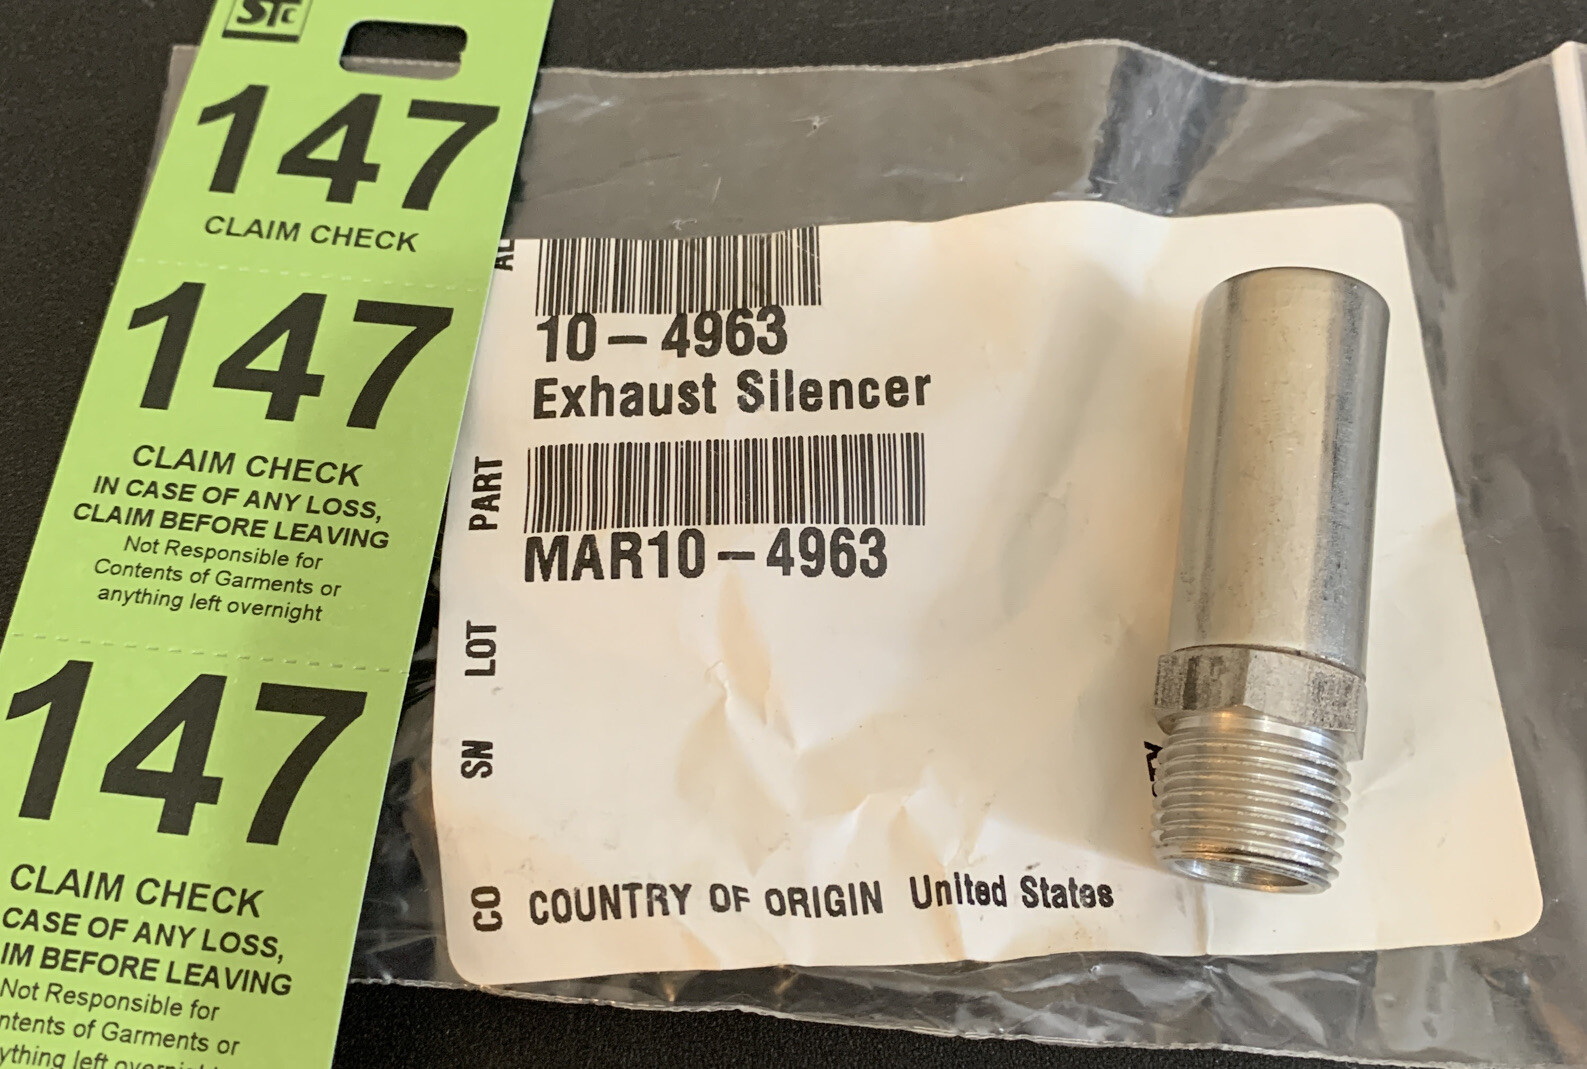 STC
147
CLAIM CHECK
147
CLAIM CHECK
IN CASE OF ANY LOSS,
CLAIM BEFORE LEAVING
Not Responsible for
Contents of Garments or
anything left overnight
147
CLAIM CHECK
CASE OF ANY LOSS,
IM BEFORE LEAVING
Not Responsible for
ntents of Garments or
ything left
10-4963
Exhaust Silencer
PART
MAR10-4963
LOT
SN
CO COUNTRY OF ORIGIN United States